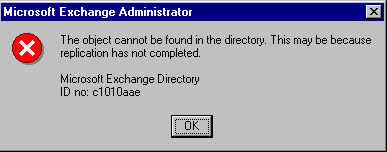 Microsoft Exchange Administrator
The object cannot be found in the directory. This may be because
replication has not completed.
Microsoft Exchange Directory
ID no: c1010aae
OK